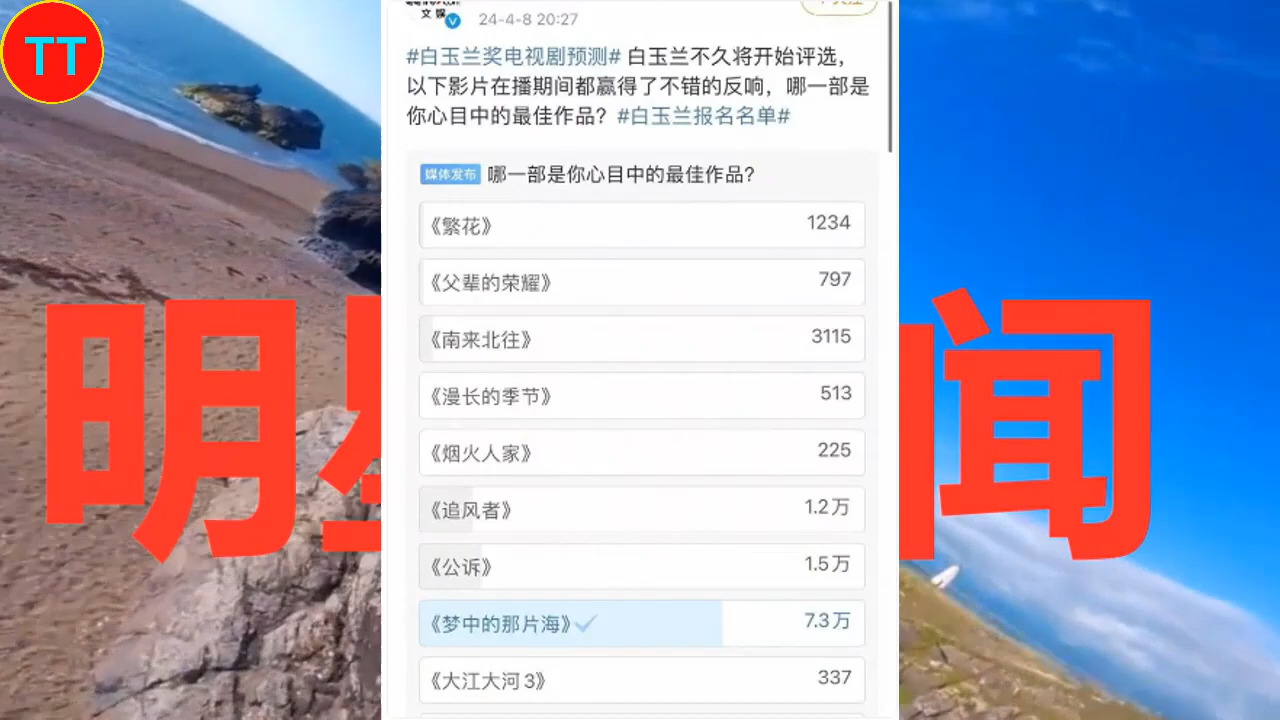 TT
文 娱
24-4-8 20:27
#白玉兰奖电视剧预测# 白玉兰不久将开始评选,
以下影片在播期间都赢得了不错的反响，哪一部是
你心目中的最佳作品？#白玉兰报名名单#
媒体发布 哪一部是你心目中的最佳作品?
《繁花》 1234
《父辈的荣耀》 797
《南来北往》 3115
《漫长的季节》 513
《烟火人家》 225
《追风者》 1.2万
《公诉》 1.5万
《梦中的那片海》 7.3万
《大江大河3》 337
明 闻